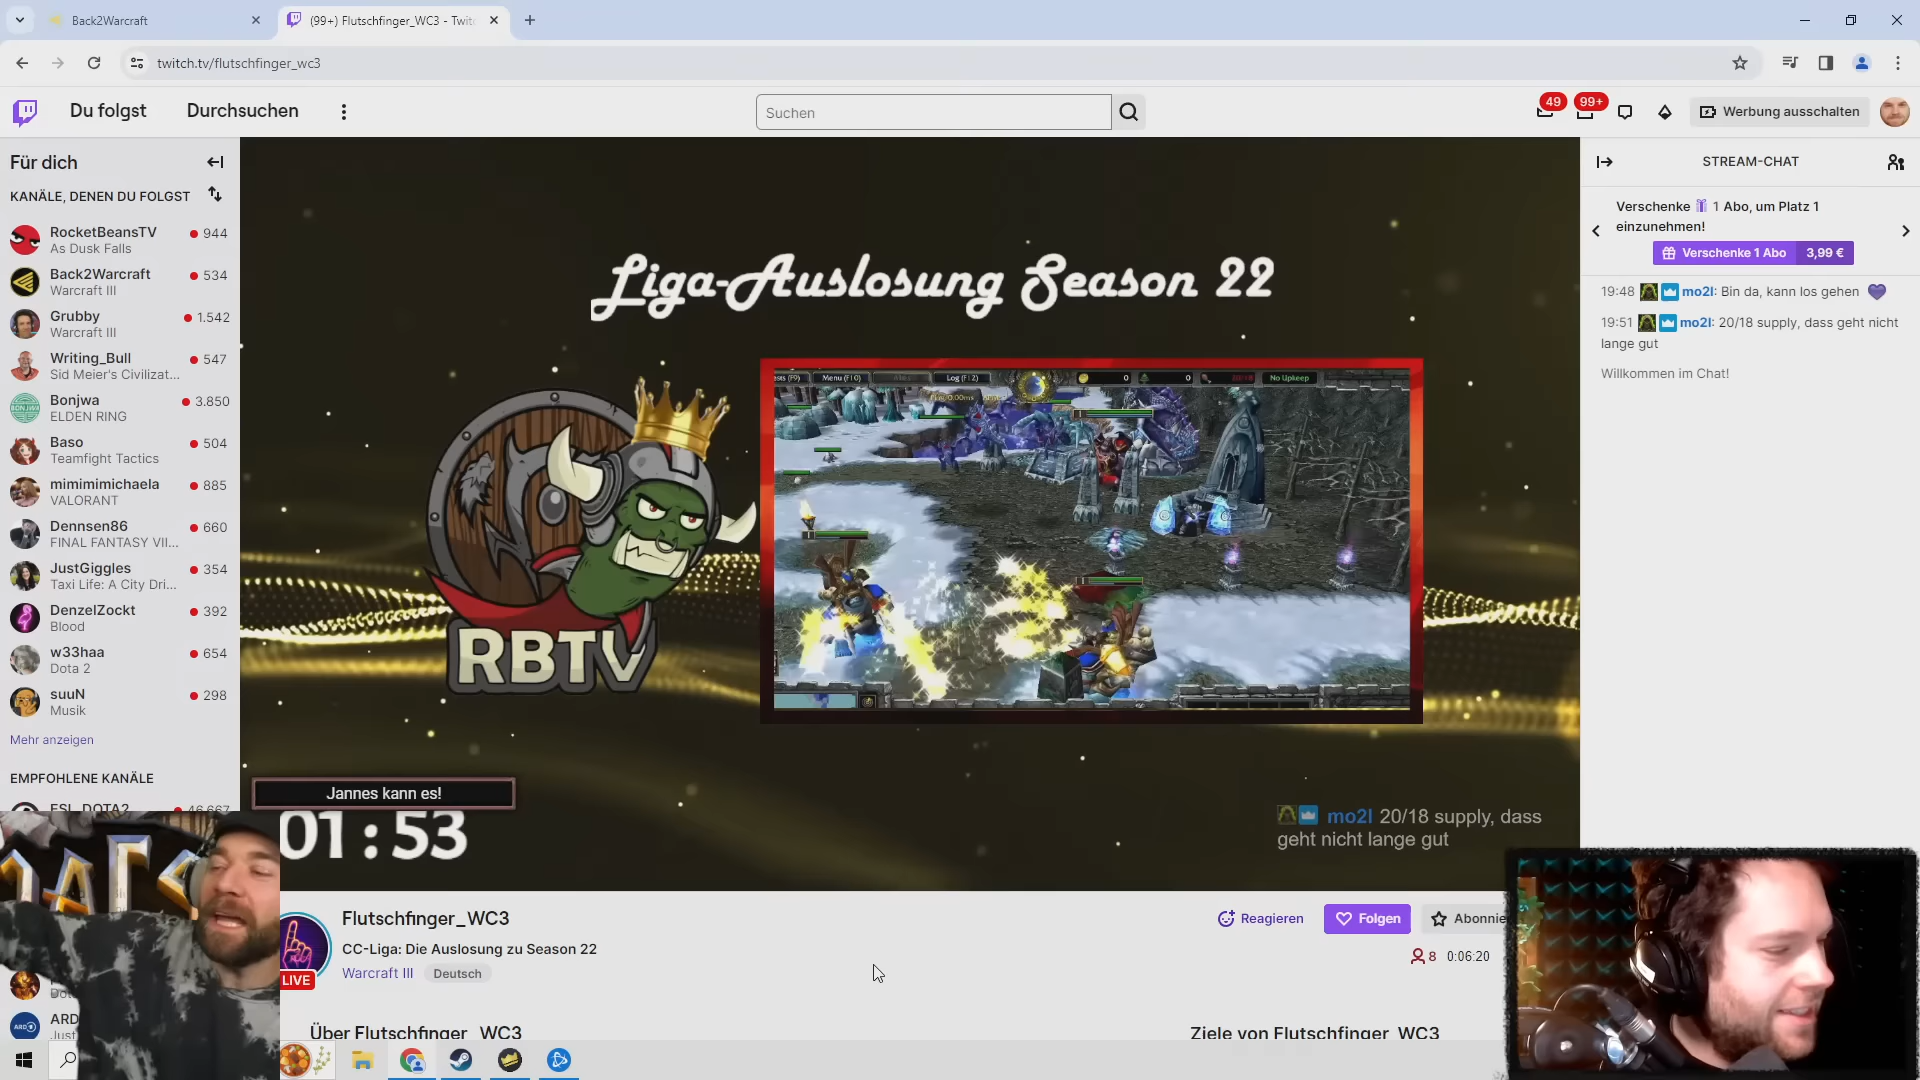 Back2Warcraft
(99+) Flutschfinger_WC3 - Twit
twitch.tv/flutschfinger_wc3
Du folgst
Durchsuchen
Suchen
49
99+
Werbung ausschalten
Für dich
KANÄLE, DENEN DU FOLGST
RocketBeansTV
944
As Dusk Falls
Back2Warcraft
534
Warcraft III
Grubby
1.542
Warcraft III
Writing_Bull
547
Sid Meier's Civilizat...
Bonjwa
3.850
ELDEN RING
Baso
504
Teamfight Tactics
mimimimichaela
885
VALORANT
Dennsen86
660
FINAL FANTASY VII...
JustGiggles
354
Taxi Life: A City Dri...
DenzelZockt
392
Blood
w33haa
654
Dota 2
suuN
298
Musik
Mehr anzeigen
EMPFOHLENE KANÄLE
ESL_DOTA2
46.667
ARD
Liga-Auslosung Season 22
Menu (F10)
Log (F12)
0
0
No Upkeep
RBTV
Jannes kann es!
01:53
mo2l 20/18 supply, dass
geht nicht lange gut
Flutschfinger_WC3
CC-Liga: Die Auslosung zu Season 22
Warcraft III
Deutsch
LIVE
Reagieren
Folgen
Abonnie
8
0:06:20
Über Flutschfinger_WC3
Ziele von Flutschfinger_WC3
STREAM-CHAT
Verschenke 1 Abo, um Platz 1
einzunehmen!
Verschenke 1 Abo
3,99 €
19:48 mo2l: Bin da, kann los gehen
19:51 mo2l: 20/18 supply, dass geht nicht
lange gut
Willkommen im Chat!